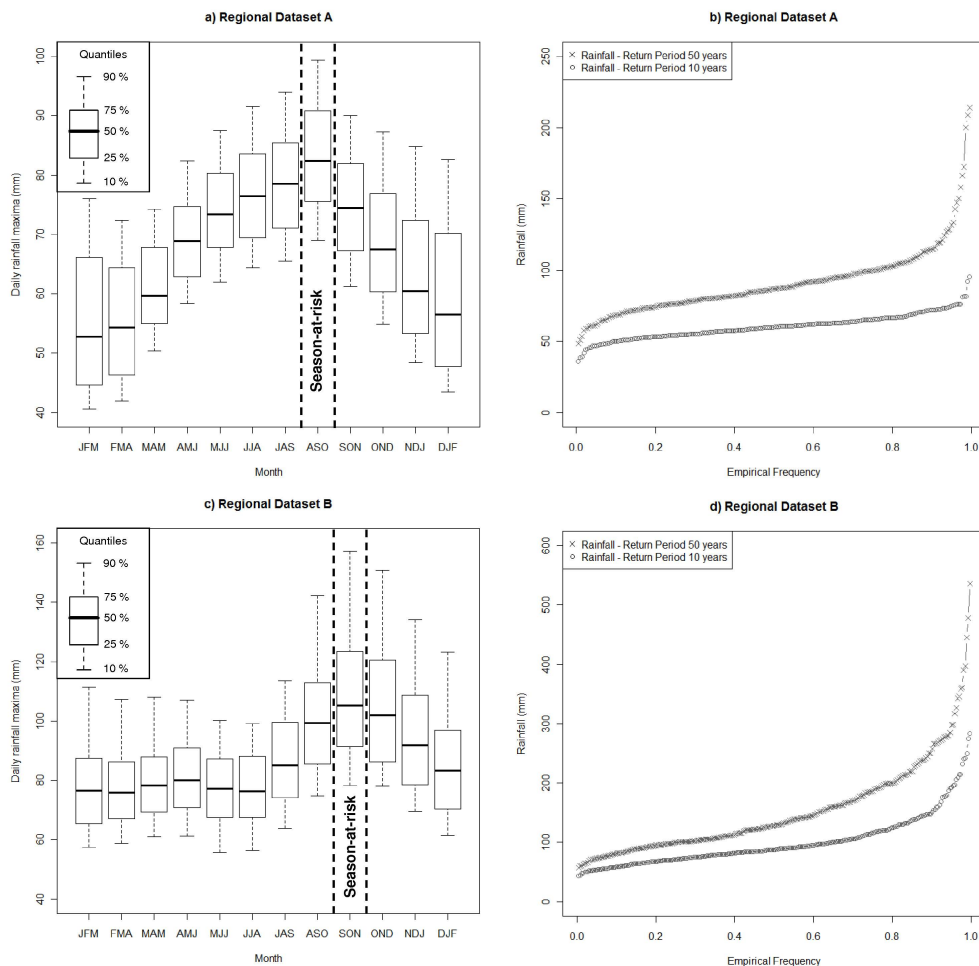 a) Regional Dataset A
Quantiles
90 %
75 %
50 %
25 %
10 %
Season-at-risk
Daily rainfall maxima (mm)
100
90
80
70
60
50
40
JFM FMA MAM AMJ MJJ JJA JAS ASO SON OND NDJ DJF
Month
b) Regional Dataset A
Rainfall - Return Period 50 years
Rainfall - Return Period 10 years
Rainfall (mm)
250
200
150
100
50
0
0.0 0.2 0.4 0.6 0.8 1.0
Empirical Frequency
c) Regional Dataset B
Quantiles
90 %
75 %
50 %
25 %
10 %
Season-at-risk
Daily rainfall maxima (mm)
160
140
120
100
80
60
40
JFM FMA MAM AMJ MJJ JJA JAS ASO SON OND NDJ DJF
Month
d) Regional Dataset B
Rainfall - Return Period 50 years
Rainfall - Return Period 10 years
Rainfall (mm)
600
500
400
300
200
100
0
0.0 0.2 0.4 0.6 0.8 1.0
Empirical Frequency